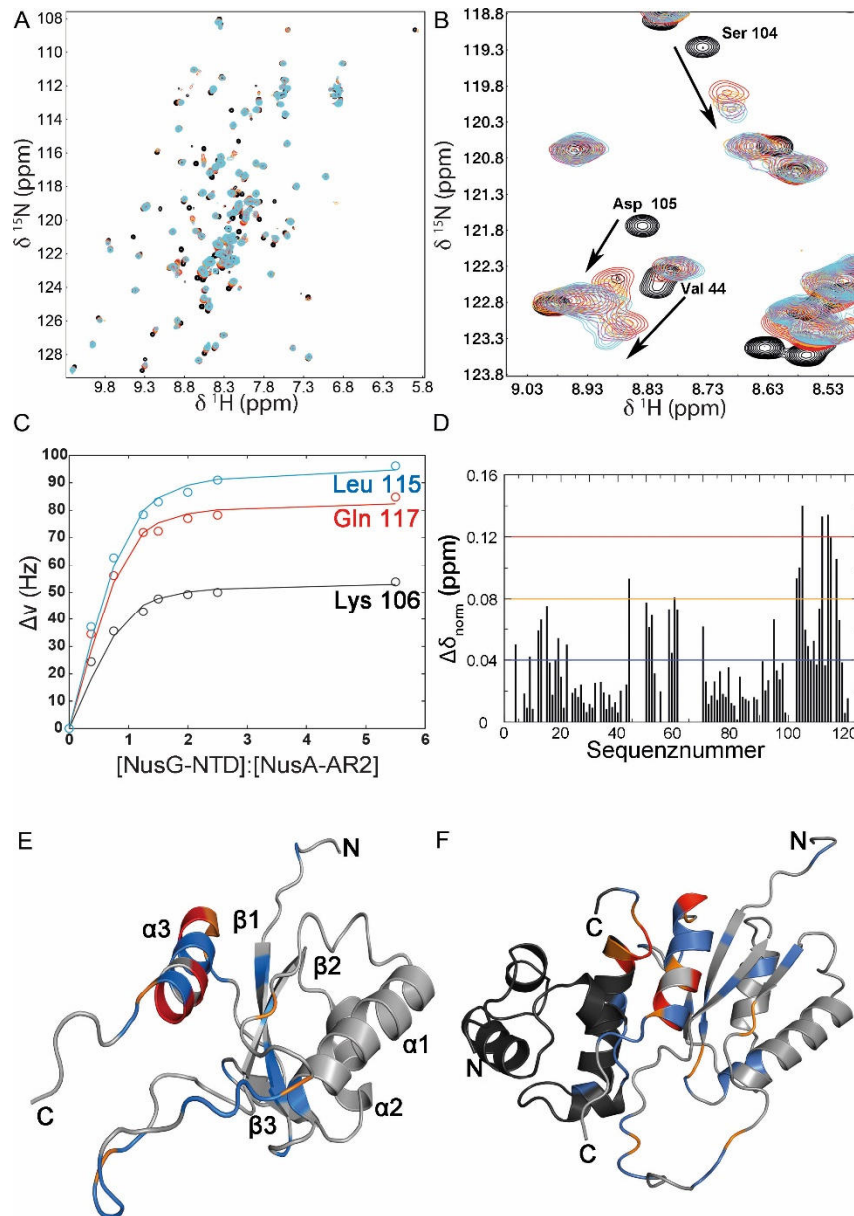 A
108
110
112
114
116
118
120
122
124
126
128
δ ¹⁵N (ppm)
9.8 9.3 8.8 8.3 7.8 7.3 6.8 6.3 5.8
δ ¹H (ppm)
B
118.8
119.3
119.8
120.3
120.8
121.3
121.8
122.3
122.8
123.3
123.8
δ ¹⁵N (ppm)
Ser 104
Asp 105
Val 44
9.03 8.93 8.83 8.73 8.63 8.53
δ ¹H (ppm)
C
100
90
80
70
60
50
40
30
20
10
0
Δν (Hz)
Leu 115
Gln 117
Lys 106
0 1 2 3 4 5 6
[NusG-NTD]:[NusA-AR2]
D
0.16
0.12
0.08
0.04
0
Δδnorm (ppm)
20 40 60 80 100 120
Sequenznummer
E
N
α3
β1
β2
α1
α2
β3
C
F
N
C
N
C